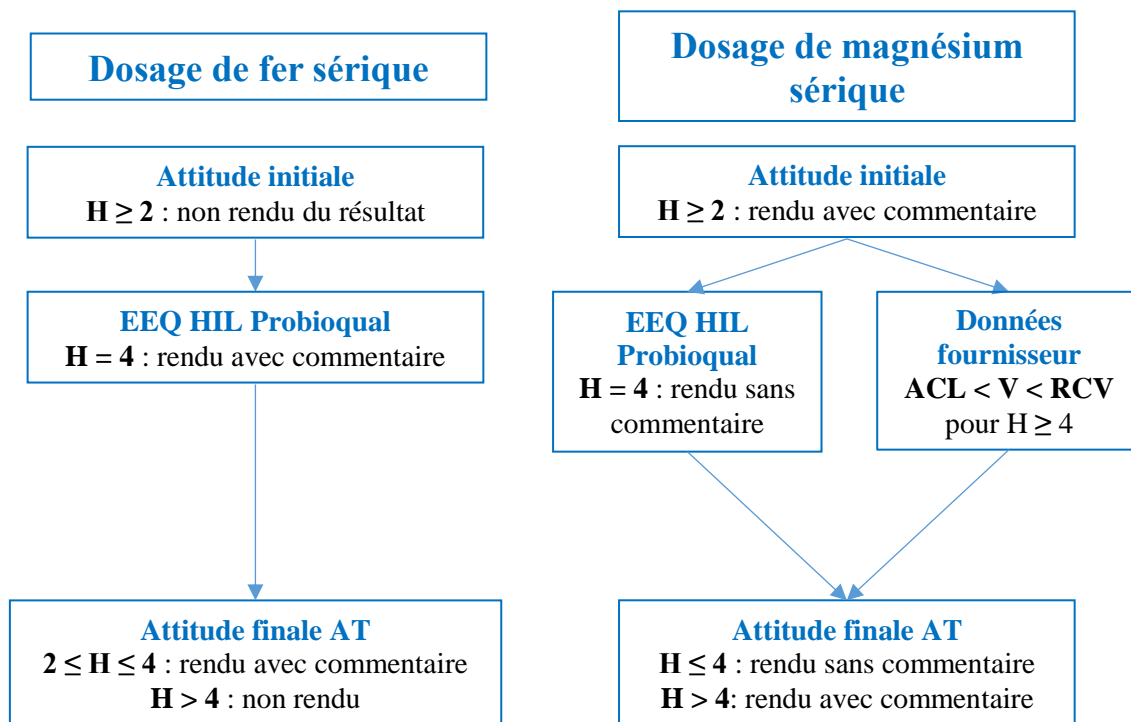 Dosage de fer sérique
Attitude initiale
H ≥ 2 : non rendu du résultat
EEQ HIL Probioqual
H = 4 : rendu avec commentaire
Attitude finale AT
2 ≤ H ≤ 4 : rendu avec commentaire
H > 4 : non rendu
Dosage de magnésium
sérique
Attitude initiale
H ≥ 2 : rendu avec commentaire
EEQ HIL
Probioqual
H = 4 : rendu sans
commentaire
Données
fournisseur
ACL < V < RCV
pour H ≥ 4
Attitude finale AT
H ≤ 4 : rendu sans commentaire
H > 4: rendu avec commentaire